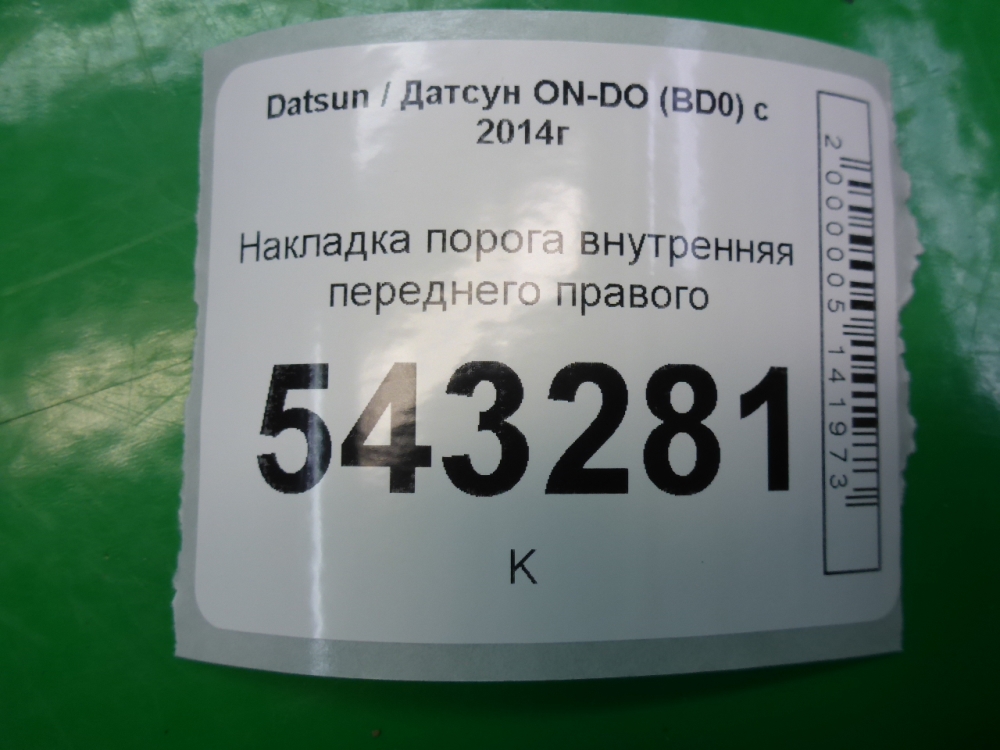 Datsun / Датсун ON-DO (BD0) с
2014г
Накладка порога внутренняя
переднего правого
543281
К
2000005141973